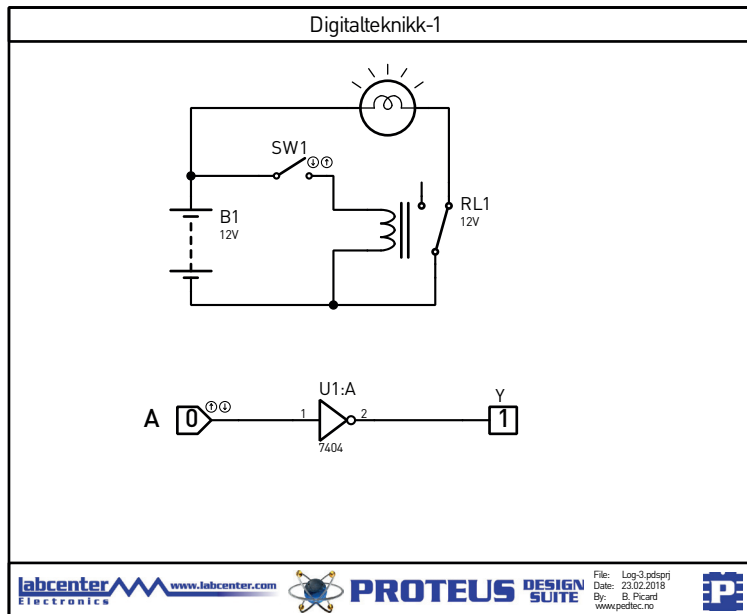 Digitalteknikk-1
SW1
B1
12V
RL1
12V
U1:A
A 0 1 2
7404
Y
1
labcenter www.labcenter.com
Electronics
PROTEUS DESIGN SUITE
File: Log-3.pdsprj
Date: 23.02.2018
By: B. Picard
www.pedtec.no
P